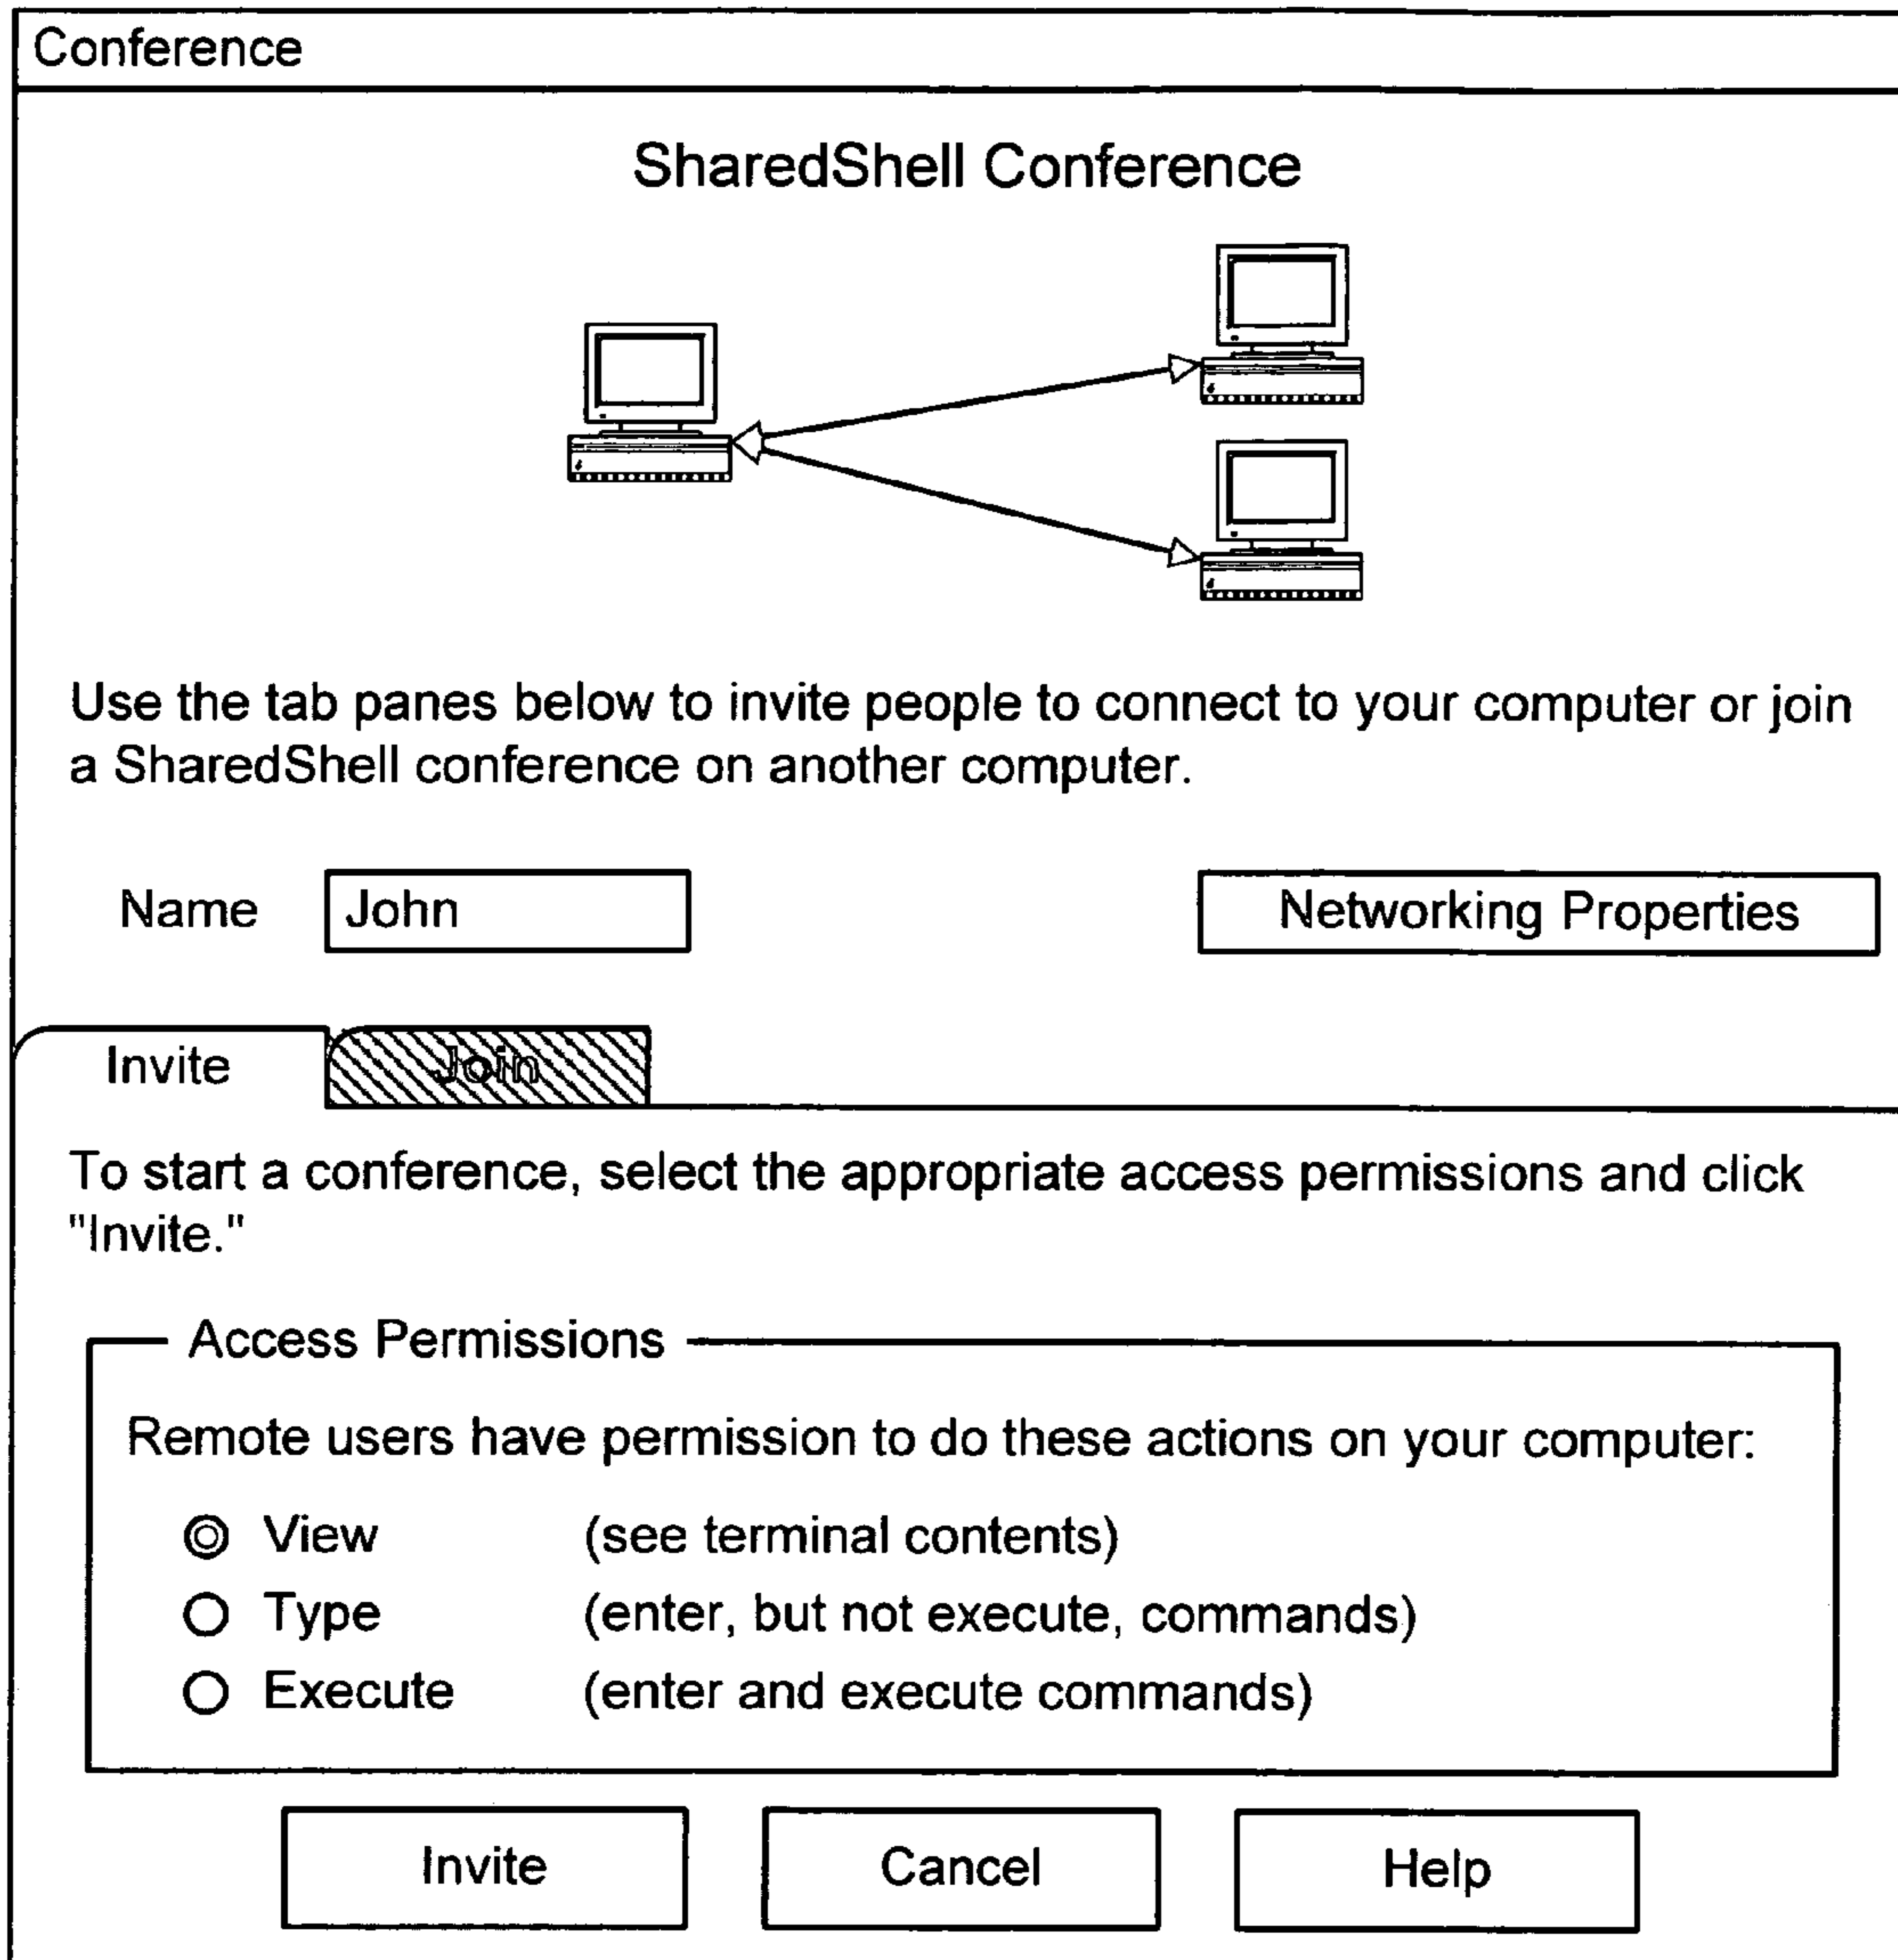 Conference
SharedShell Conference
Use the tab panes below to invite people to connect to your computer or join
a SharedShell conference on another computer.
Name John Networking Properties
Invite Join
To start a conference, select the appropriate access permissions and click
"Invite."
Access Permissions
Remote users have permission to do these actions on your computer:
View (see terminal contents)
Type (enter, but not execute, commands)
Execute (enter and execute commands)
Invite Cancel Help